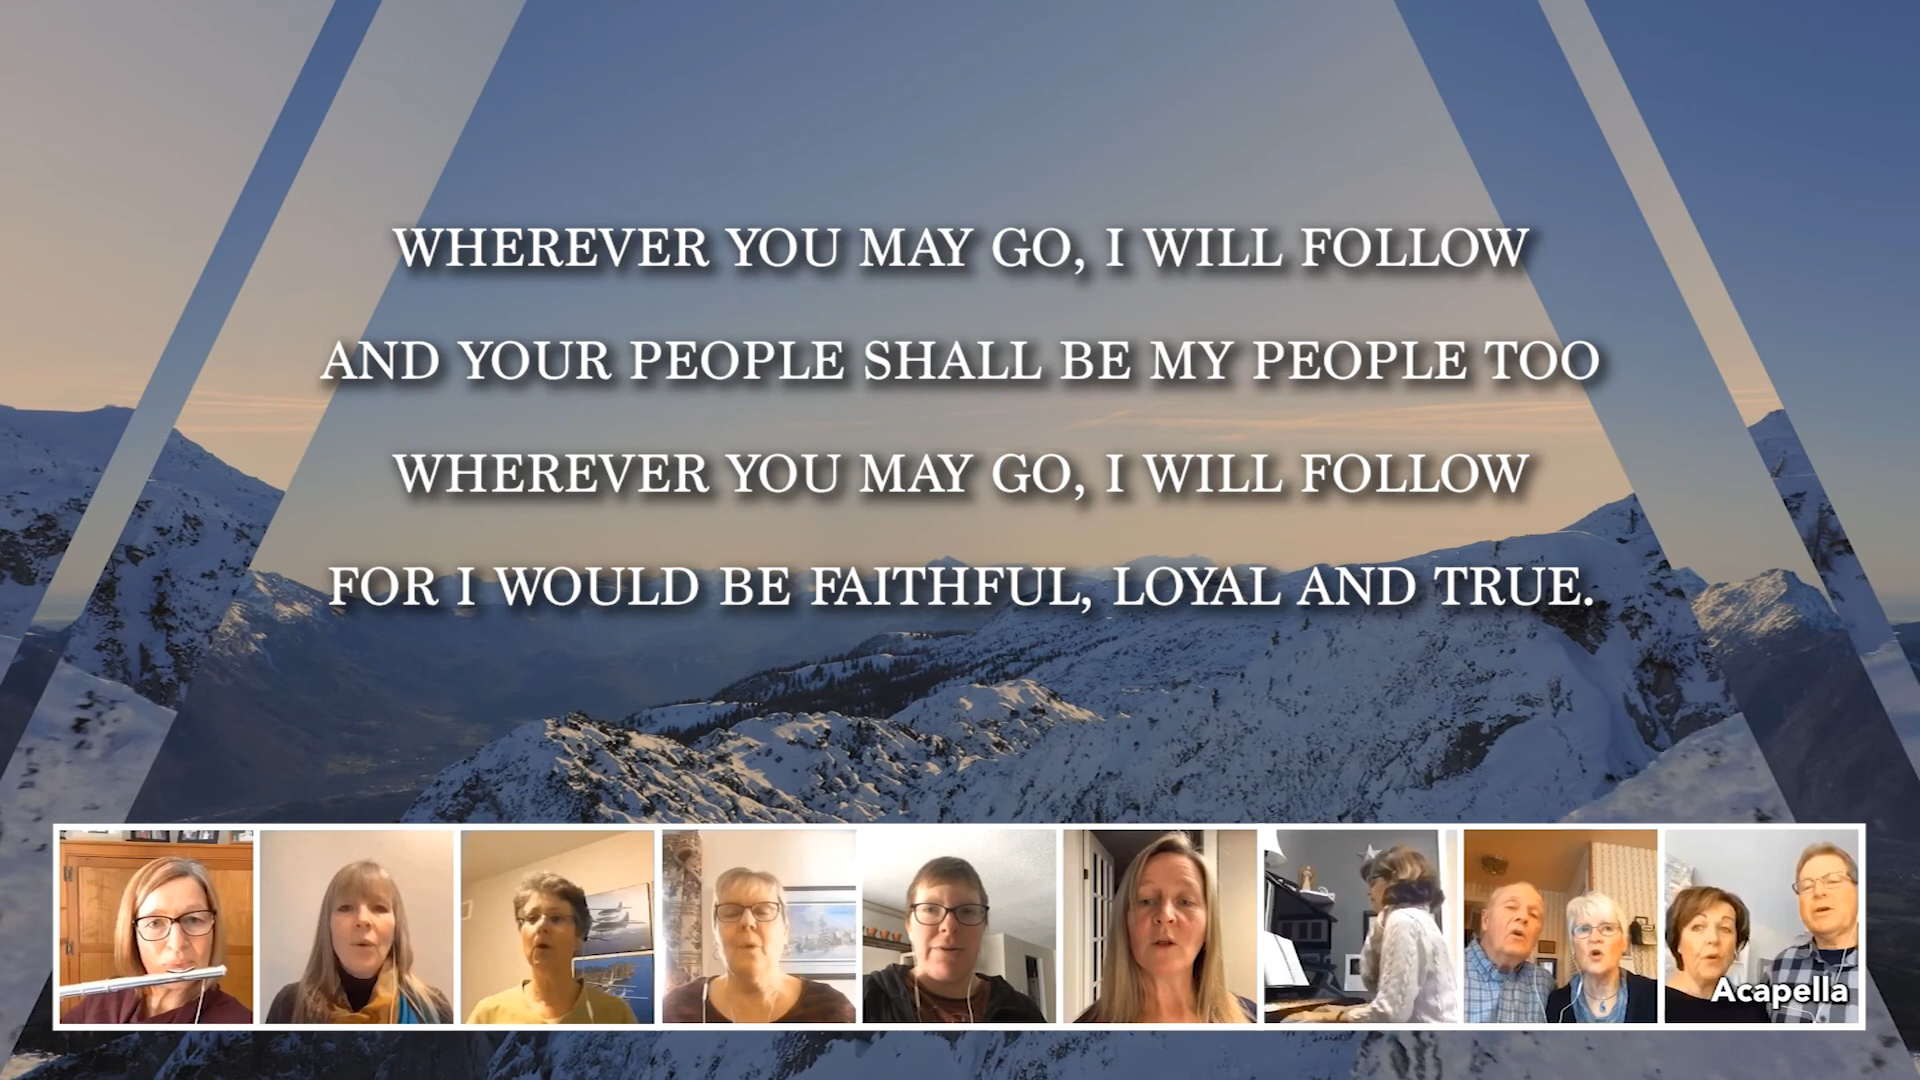 WHEREVER YOU MAY GO, I WILL FOLLOW
AND YOUR PEOPLE SHALL BE MY PEOPLE TOO
WHEREVER YOU MAY GO, I WILL FOLLOW
FOR I WOULD BE FAITHFUL, LOYAL AND TRUE.
Acapella